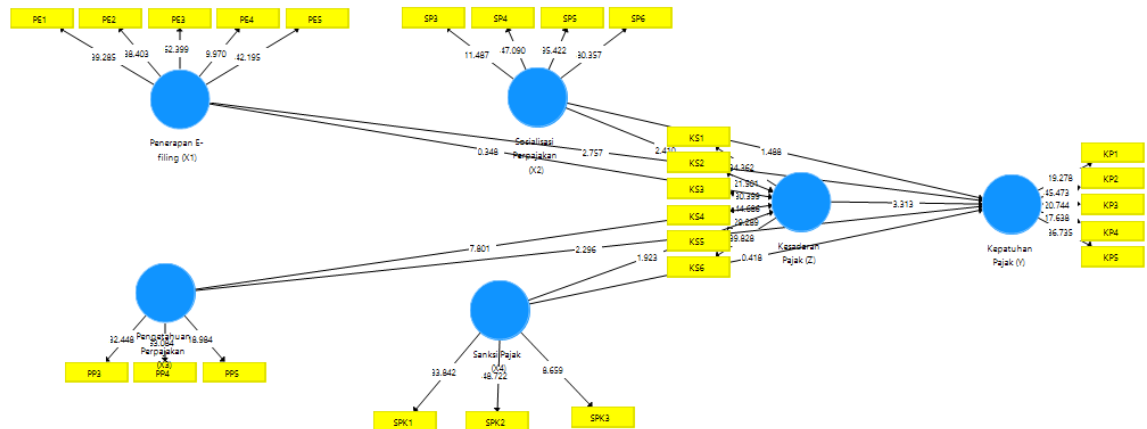 PE1
PE2
PE3
PE4
PE5
39.285
38.403
52.399
9.970
42.195
Penerapan E-
filing (X1)
SP3
SP4
SP5
SP6
11.487
47.090
35.422
30.357
Sosialisasi
Perpajakan
(X2)
0.348
2.757
2.410
1.488
KS1
KS2
KS3
KS4
KS5
KS6
34.362
21.901
30.399
44.686
29.289
39.828
Kesadaran
Pajak (Z)
3.313
Kepatuhan
Pajak (Y)
19.278
45.473
20.744
17.638
36.735
KP1
KP2
KP3
KP4
KP5
7.801
2.296
1.923
0.418
Pengetahuan
Perpajakan
(X3)
32.448
18.984
PP3
PP4
PP5
Sanksi Pajak
(X4)
33.842
48.722
8.659
SPK1
SPK2
SPK3